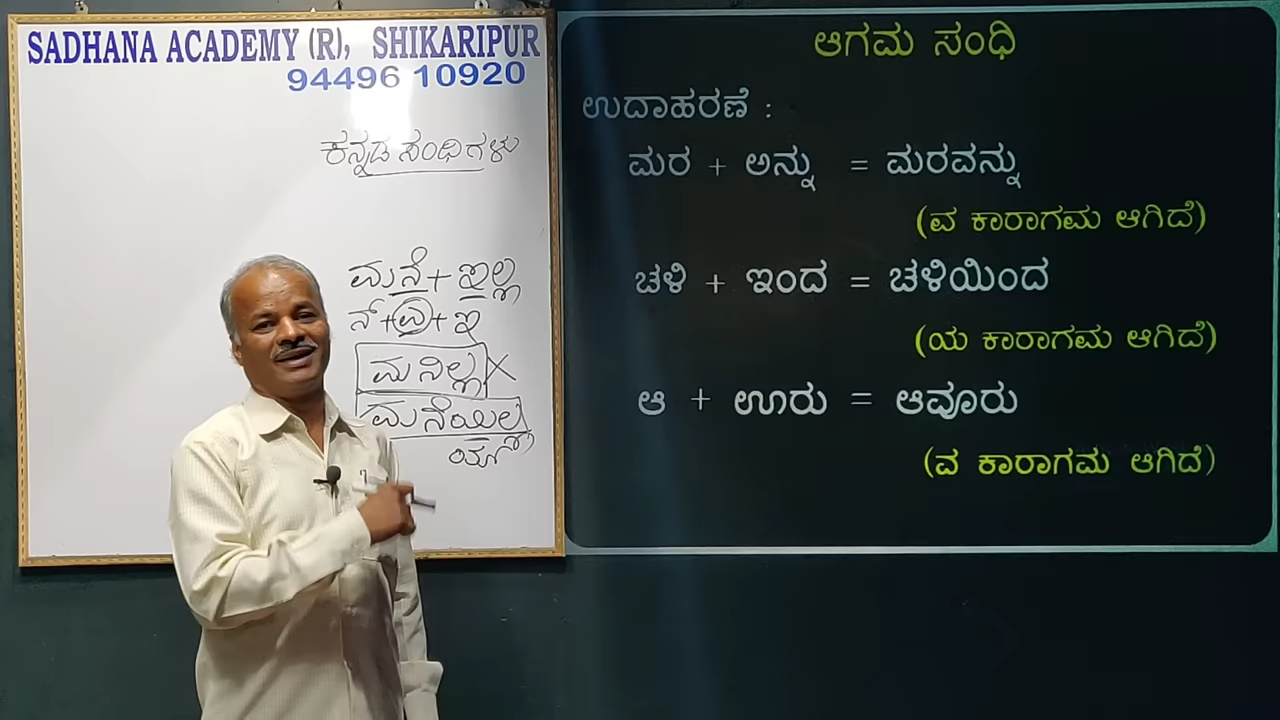 SADHANA ACADEMY (R), SHIKARIPUR
94496 10920
ಕನ್ನಡ ಸಂಧಿಗಳು
ಮನೆ + ಇಲ್ಲ
ನ್ + ಎ + ಇ
ಮನಿಲ್ಲ X
ಮನೆಯಿಲ್ಲ
ಆಗಮ ಸಂಧಿ
ಉದಾಹರಣೆ :
ಮರ + ಅನ್ನು = ಮರವನ್ನು
(ವ ಕಾರಾಗಮ ಆಗಿದೆ)
ಚಳಿ + ಇಂದ = ಚಳಿಯಿಂದ
(ಯ ಕಾರಾಗಮ ಆಗಿದೆ)
ಆ + ಊರು = ಆವೂರು
(ವ ಕಾರಾಗಮ ಆಗಿದೆ)